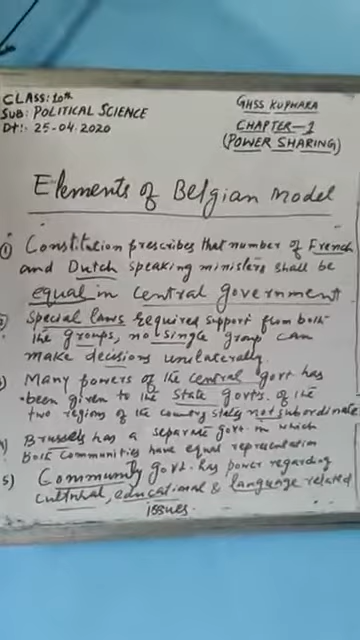 CLASS: 10th
SUB: POLITICAL SCIENCE
Dt:- 25-04-2020
GHSS KUPWARA
CHAPTER-1
(POWER SHARING)
Elements of Belgian Model
① Constitution prescribes that number of French
and Dutch speaking ministers shall be
equal in central government
Special laws required support from both
the groups, no single group can
make decisions unilaterally.
Many powers of the central govt has
been given to the State Govts. of the
two regions of the country not subordinate
Brussels has a separate govt. in which
both communities have equal representation
5) Community govt. has power regarding
cultural, educational & language related
issues.